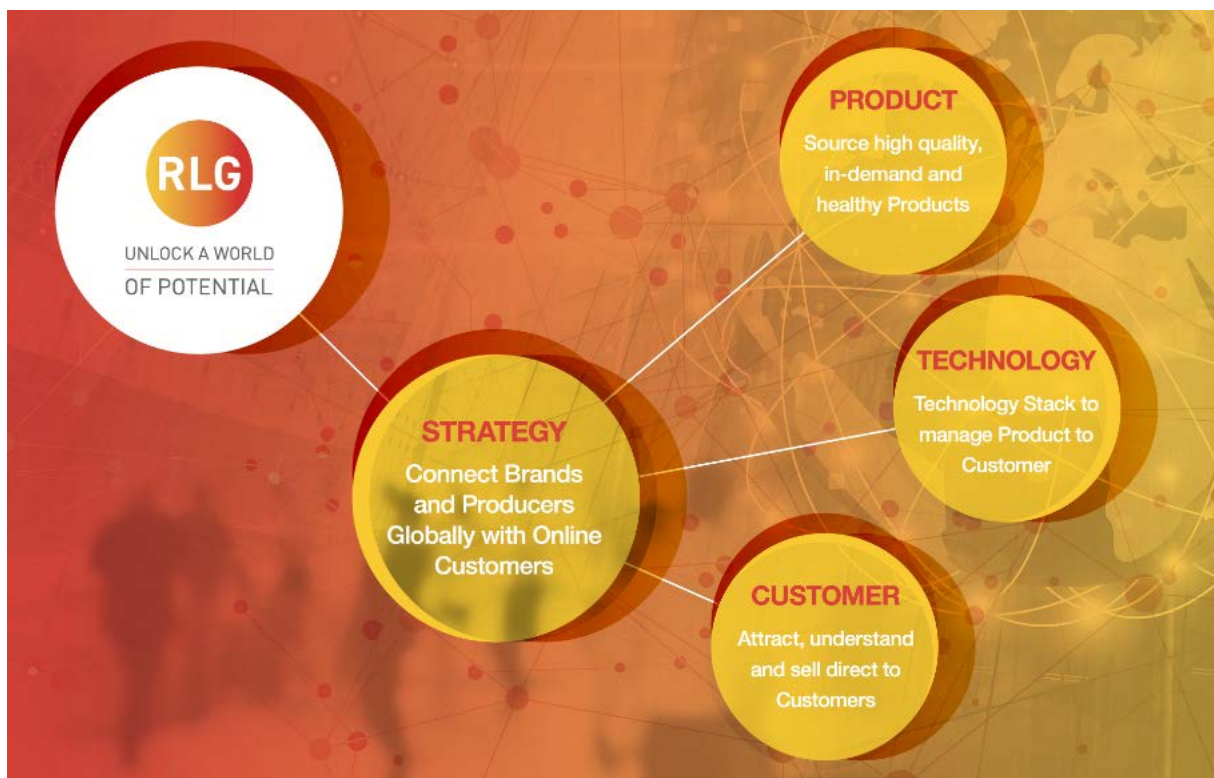 RLG
UNLOCK A WORLD
OF POTENTIAL
STRATEGY
Connect Brands
and Producers
Globally with Online
Customers
PRODUCT
Source high quality,
in-demand and
healthy Products
TECHNOLOGY
Technology Stack to
manage Product to
Customer
CUSTOMER
Attract, understand
and sell direct to
Customers